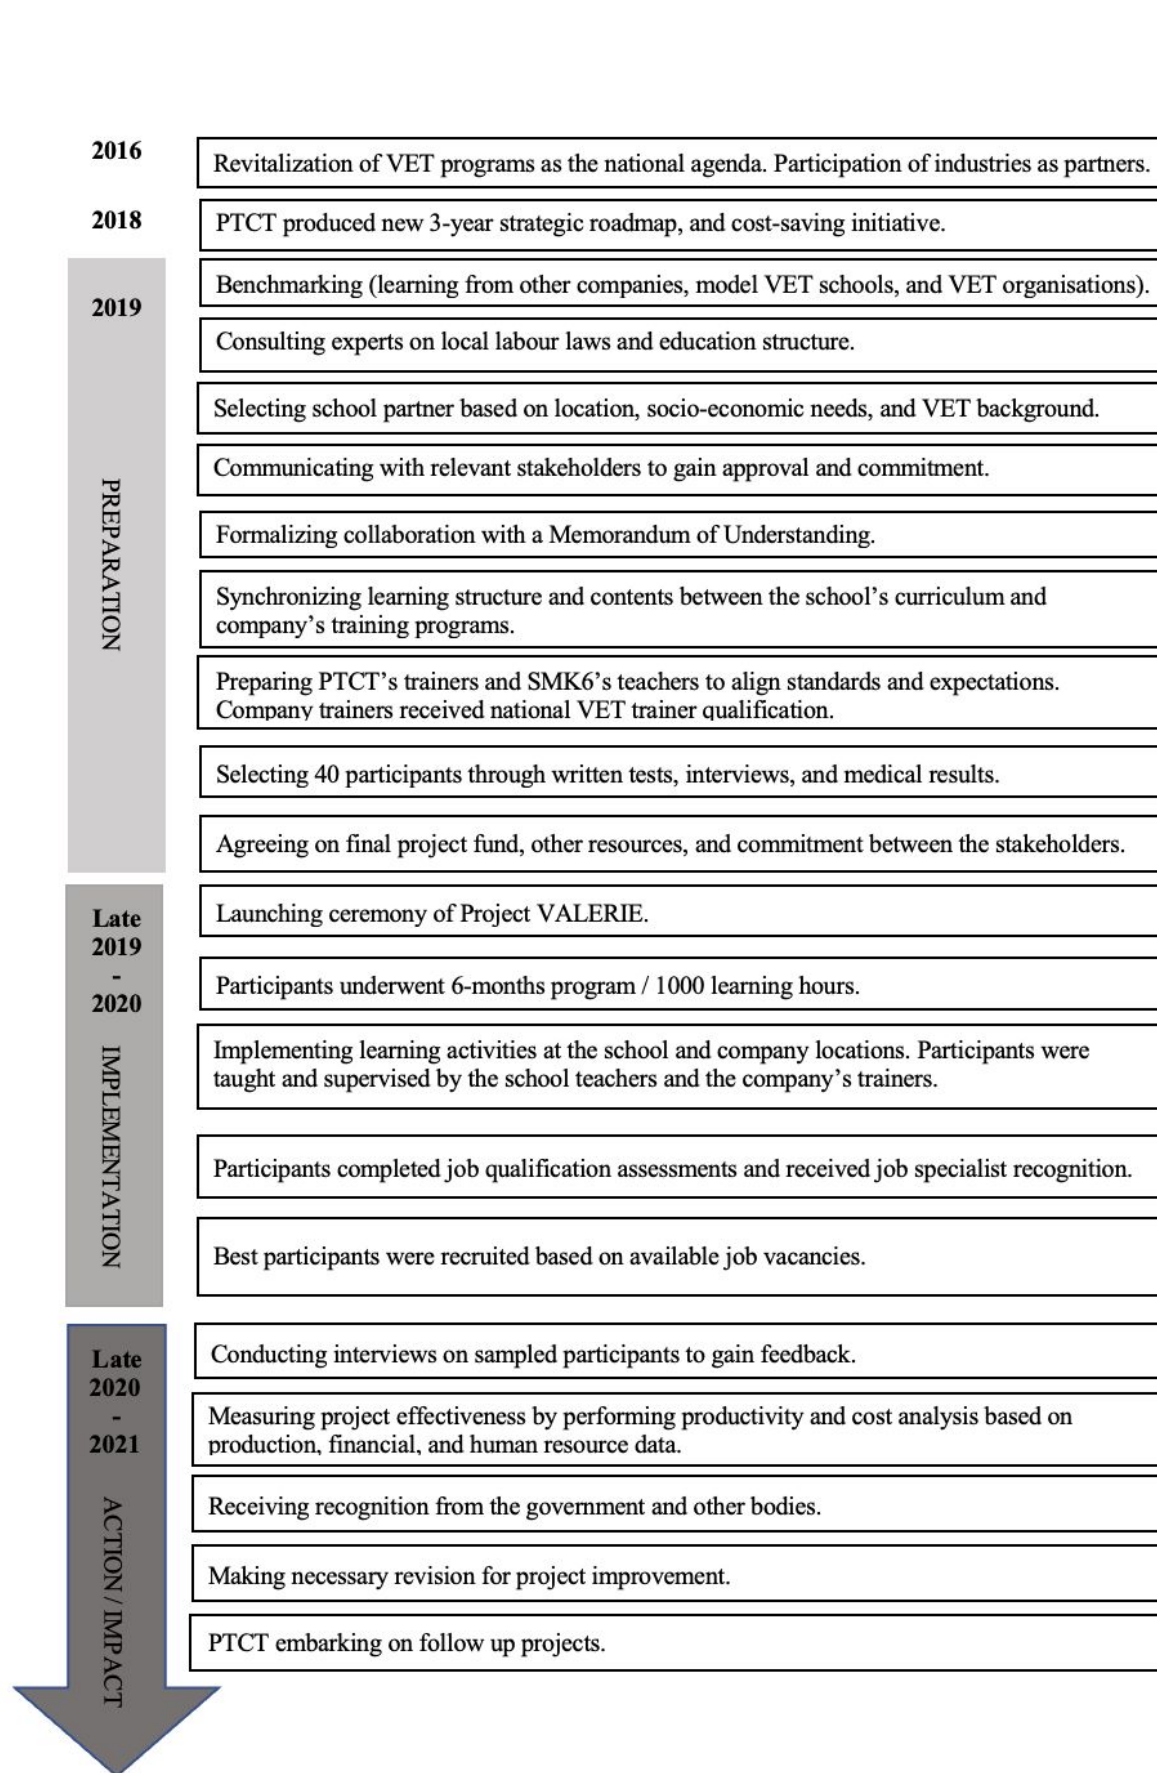 2016
Revitalization of VET programs as the national agenda. Participation of industries as partners.
2018
PTCT produced new 3-year strategic roadmap, and cost-saving initiative.
2019
PREPARATION
Benchmarking (learning from other companies, model VET schools, and VET organisations).
Consulting experts on local labour laws and education structure.
Selecting school partner based on location, socio-economic needs, and VET background.
Communicating with relevant stakeholders to gain approval and commitment.
Formalizing collaboration with a Memorandum of Understanding.
Synchronizing learning structure and contents between the school’s curriculum and
company’s training programs.
Preparing PTCT’s trainers and SMK6’s teachers to align standards and expectations.
Company trainers received national VET trainer qualification.
Selecting 40 participants through written tests, interviews, and medical results.
Agreeing on final project fund, other resources, and commitment between the stakeholders.
Late
2019
-
2020
IMPLEMENTATION
Launching ceremony of Project VALERIE.
Participants underwent 6-months program / 1000 learning hours.
Implementing learning activities at the school and company locations. Participants were
taught and supervised by the school teachers and the company’s trainers.
Participants completed job qualification assessments and received job specialist recognition.
Best participants were recruited based on available job vacancies.
Late
2020
-
2021
ACTION / IMPACT
Conducting interviews on sampled participants to gain feedback.
Measuring project effectiveness by performing productivity and cost analysis based on
production, financial, and human resource data.
Receiving recognition from the government and other bodies.
Making necessary revision for project improvement.
PTCT embarking on follow up projects.